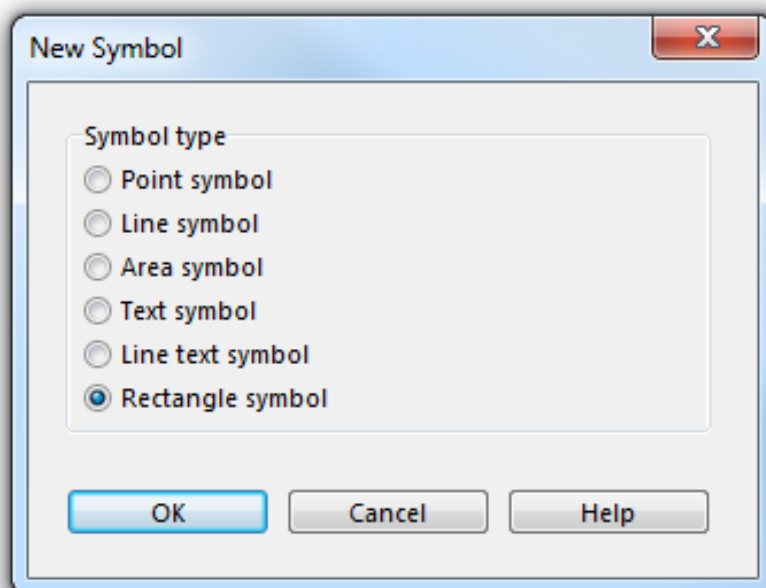 New Symbol
Symbol type
Point symbol
Line symbol
Area symbol
Text symbol
Line text symbol
Rectangle symbol
OK Cancel Help